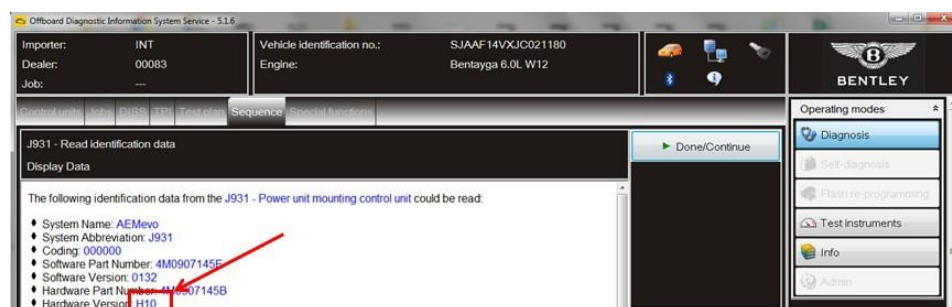 Offboard Diagnostic Information System Service - 5.1.6
Importer: INT
Dealer: 00083
Job: ---
Vehicle identification no.: SJAAF14VXJC021180
Engine: Bentayga 6.0L W12
BENTLEY
Control units Jobs DISS TPI Test plan Sequence Special functions
Operating modes
J931 - Read identification data
Display Data
Done/Continue
Diagnosis
Self-diagnosis
Flash re-programming
Test instruments
Info
Admin
The following identification data from the J931 - Power unit mounting control unit could be read:
System Name: AEMevo
System Abbreviation: J931
Coding: 000000
Software Part Number: 4M0907145E
Software Version: 0132
Hardware Part Number: 4M0907145B
Hardware Version: H10